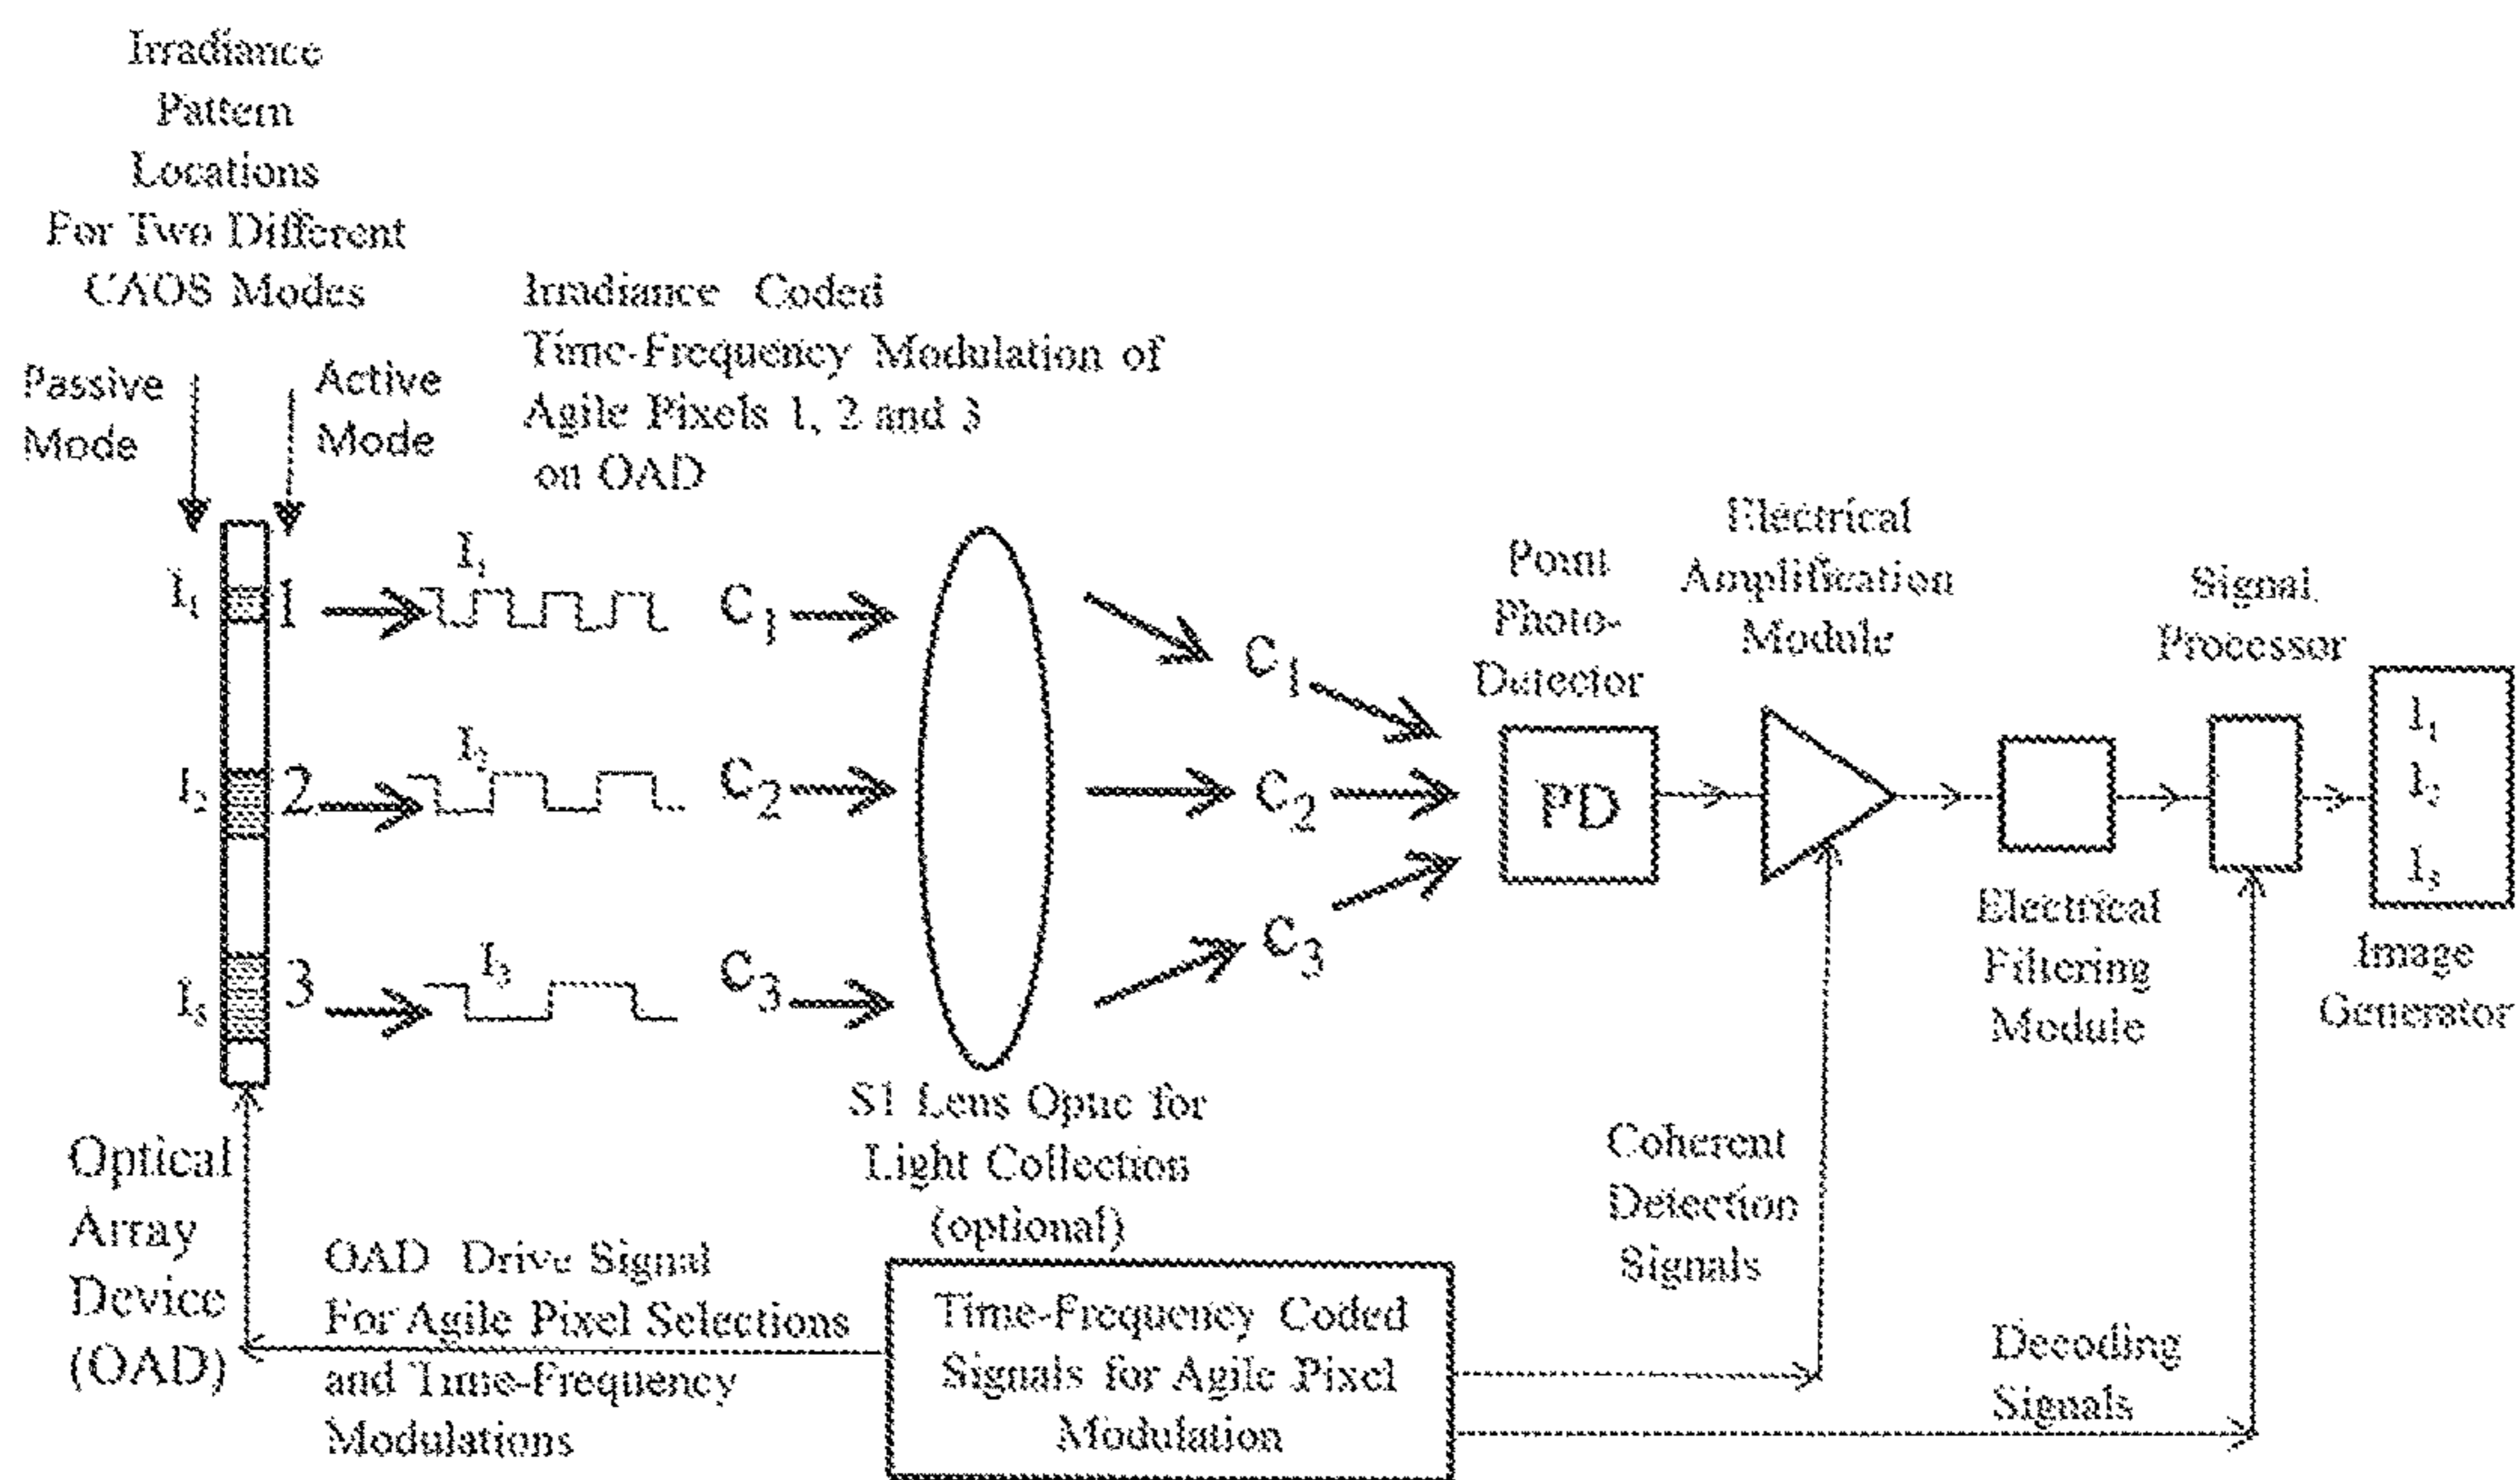 Irradiance
Pattern
Locations
For Two Different
CAOS Modes
Passive
Mode
Active
Mode
Irradiance Coded
Time-Frequency Modulation of
Agile Pixels 1, 2 and 3
on OAD
I₁
1
I₁
C₁
I₂
2
I₂
C₂
I₃
3
I₃
C₃
C₁
C₂
C₃
S1 Lens Optic for
Light Collection
(optional)
Point
Photo-
Detector
PD
Electrical
Amplification
Module
Electrical
Filtering
Module
Signal
Processor
I₁
I₂
I₃
Image
Generator
Optical
Array
Device
(OAD)
OAD Drive Signal
For Agile Pixel Selections
and Time-Frequency
Modulations
Time-Frequency Coded
Signals for Agile Pixel
Modulation
Coherent
Detection
Signals
Decoding
Signals